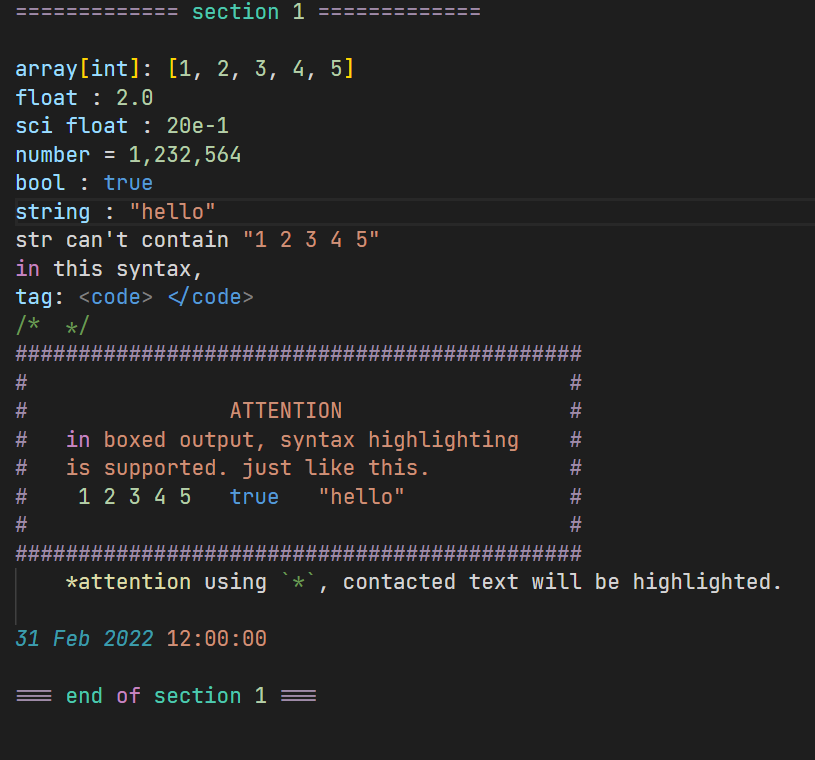 ============= section 1 =============
array[int]: [1, 2, 3, 4, 5]
float : 2.0
sci float : 20e-1
number = 1,232,564
bool : true
string : "hello"
str can't contain "1 2 3 4 5"
in this syntax,
tag: <code> </code>
/*  */
#############################################
#                                           #
#                ATTENTION                  #
#   in boxed output, syntax highlighting    #
#   is supported. just like this.           #
#    1 2 3 4 5   true   "hello"             #
#                                           #
#############################################
    *attention using `*`, contacted text will be highlighted.
31 Feb 2022 12:00:00
=== end of section 1 ===